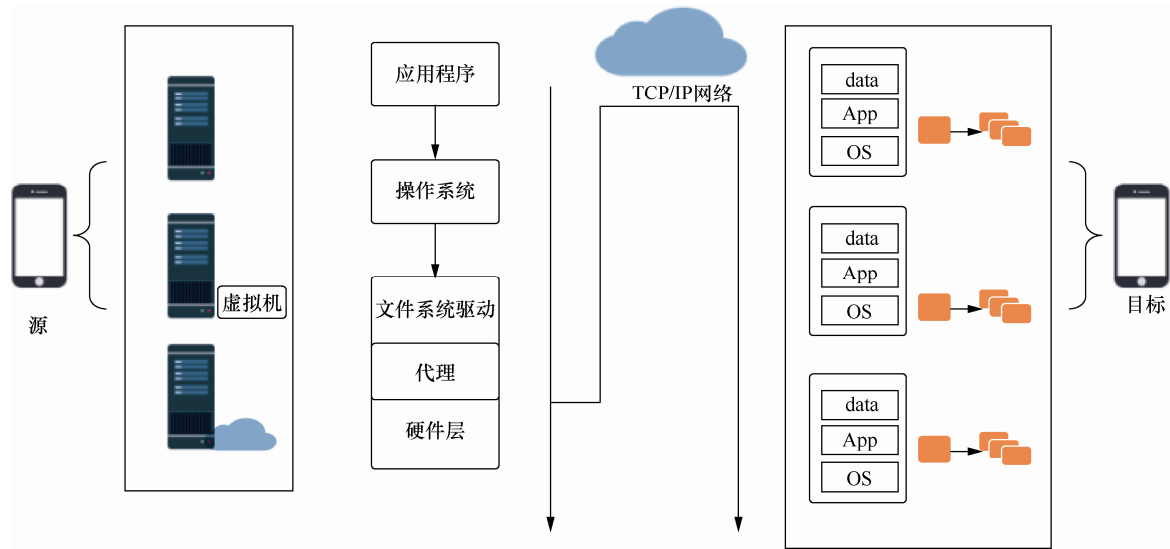 源
虚拟机
应用程序
操作系统
文件系统驱动
代理
硬件层
TCP/IP网络
data
App
OS
data
App
OS
data
App
OS
目标